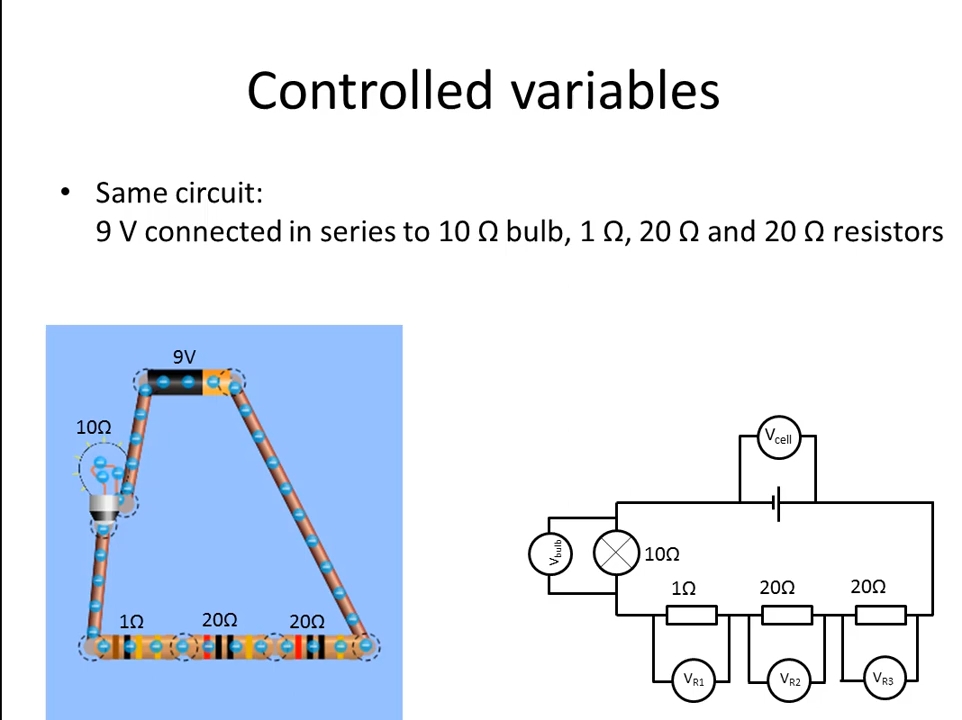 Controlled variables
• Same circuit:
9 V connected in series to 10 Ω bulb, 1 Ω, 20 Ω and 20 Ω resistors
9V
10Ω
1Ω
20Ω
20Ω
Vcell
Vbulb
10Ω
1Ω
20Ω
20Ω
VR1
VR2
VR3